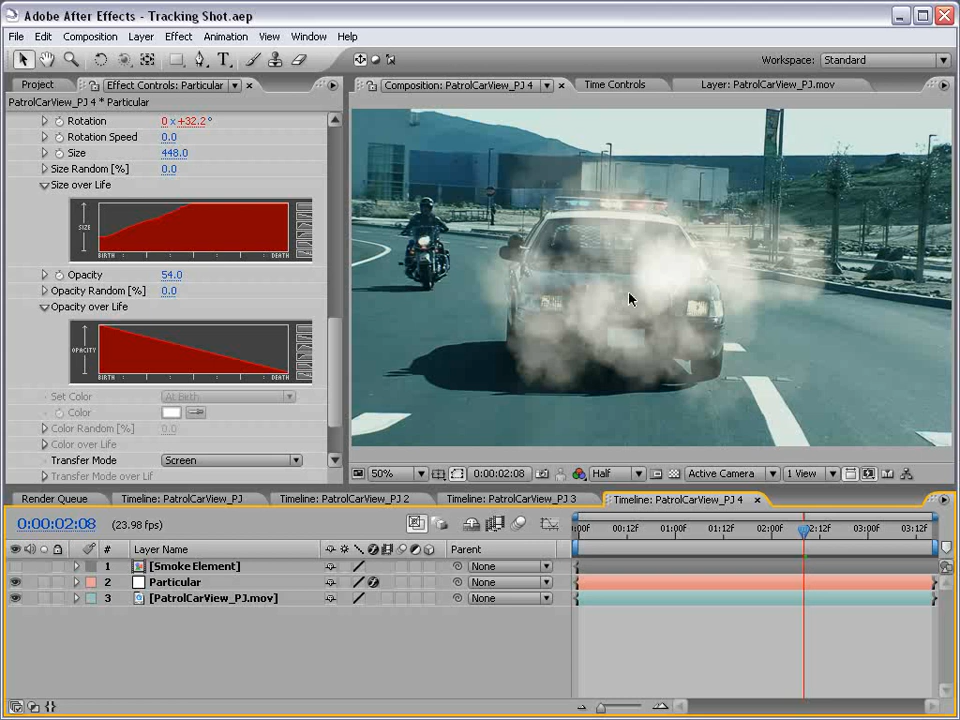 Adobe After Effects - Tracking Shot.aep
File Edit Composition Layer Effect Animation View Window Help
Workspace: Standard
Project Effect Controls: Particular Composition: PatrolCarView_PJ 4 Time Controls Layer: PatrolCarView_PJ.mov
PatrolCarView_PJ 4 * Particular
Rotation 0 x +32.2°
Rotation Speed 0.0
Size 448.0
Size Random [%] 0.0
Size over Life
SIZE
BIRTH DEATH
Opacity 54.0
Opacity Random [%] 0.0
Opacity over Life
OPACITY
BIRTH DEATH
Set Color At Birth
Color
Color Random [%] 0.0
Color over Life
Transfer Mode Screen
Transfer Mode over Lif
50% 0:00:02:08 Half Active Camera 1 View
Render Queue Timeline: PatrolCarView_PJ Timeline: PatrolCarView_PJ 2 Timeline: PatrolCarView_PJ 3 Timeline: PatrolCarView_PJ 4
0:00:02:08 (23.98 fps)
:00F 00:12F 01:00F 01:12F 02:00F 02:12F 03:00F 03:12F
# Layer Name Parent
1 [Smoke Element] None
2 Particular None
3 [PatrolCarView_PJ.mov] None